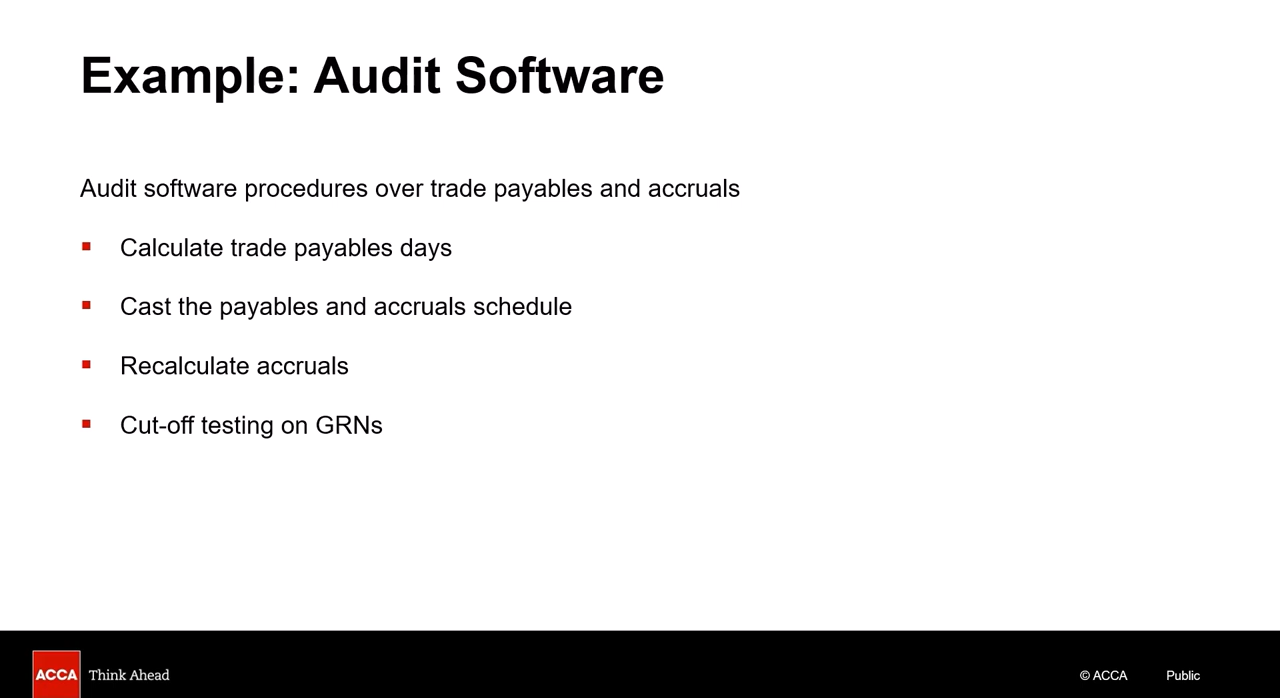 Example: Audit Software
Audit software procedures over trade payables and accruals
▪ Calculate trade payables days
▪ Cast the payables and accruals schedule
▪ Recalculate accruals
▪ Cut-off testing on GRNs
ACCA Think Ahead © ACCA Public